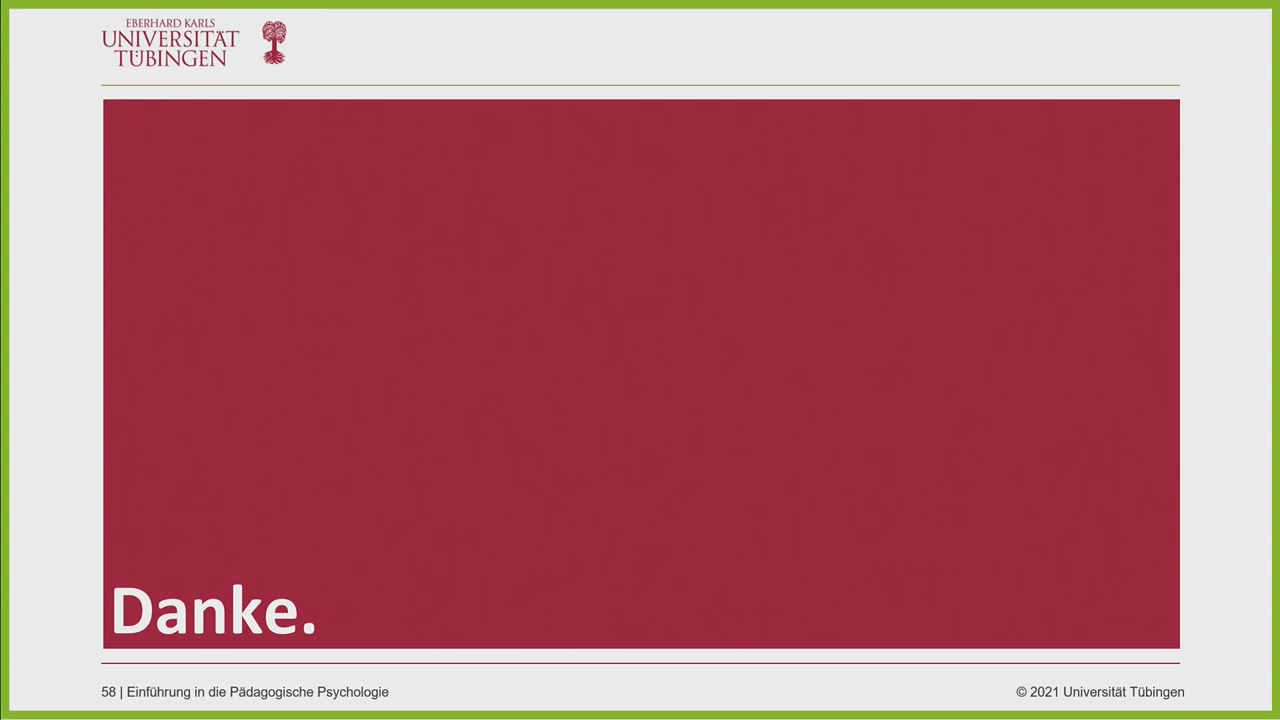 EBERHARD KARLS
UNIVERSITÄT
TÜBINGEN
Danke.
58 | Einführung in die Pädagogische Psychologie
© 2021 Universität Tübingen